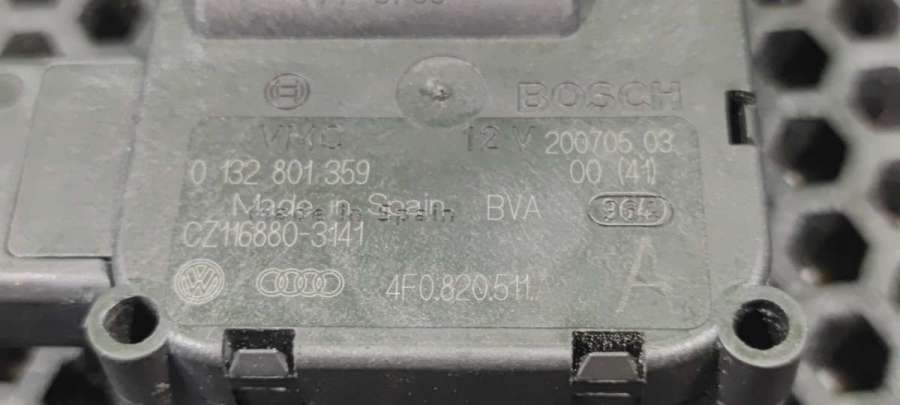 BOSCH
VMC 12 V 200705 03
0 132 801 359 00 (41)
Made in Spain BVA 964
CZ116880-3141
4F0.820.511.A
A